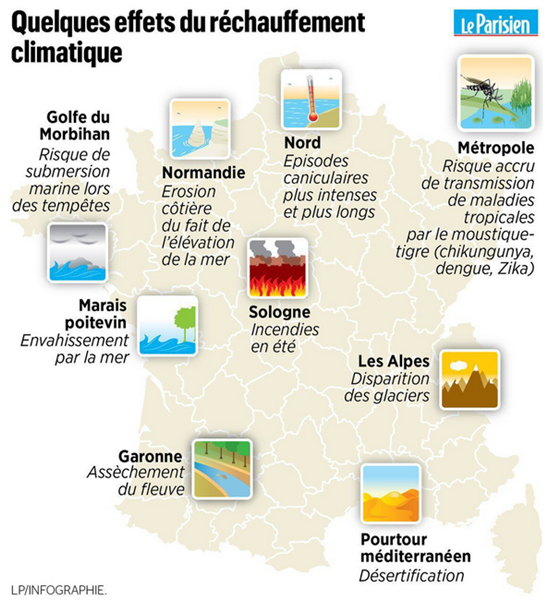 Quelques effets du réchauffement
climatique
Le Parisien
Golfe du
Morbihan
Risque de
submersion
marine lors
des tempêtes
Normandie
Erosion
côtière
du fait de
l'élévation
de la mer
Nord
Episodes
caniculaires
plus intenses
et plus longs
Métropole
Risque accru
de transmission
de maladies
tropicales
par le moustique-
tigre (chikungunya,
dengue, Zika)
Marais
poitevin
Envahissement
par la mer
Sologne
Incendies
en été
Les Alpes
Disparition
des glaciers
Garonne
Assèchement
du fleuve
Pourtour
méditerranéen
Désertification
LP/INFOGRAPHIE.